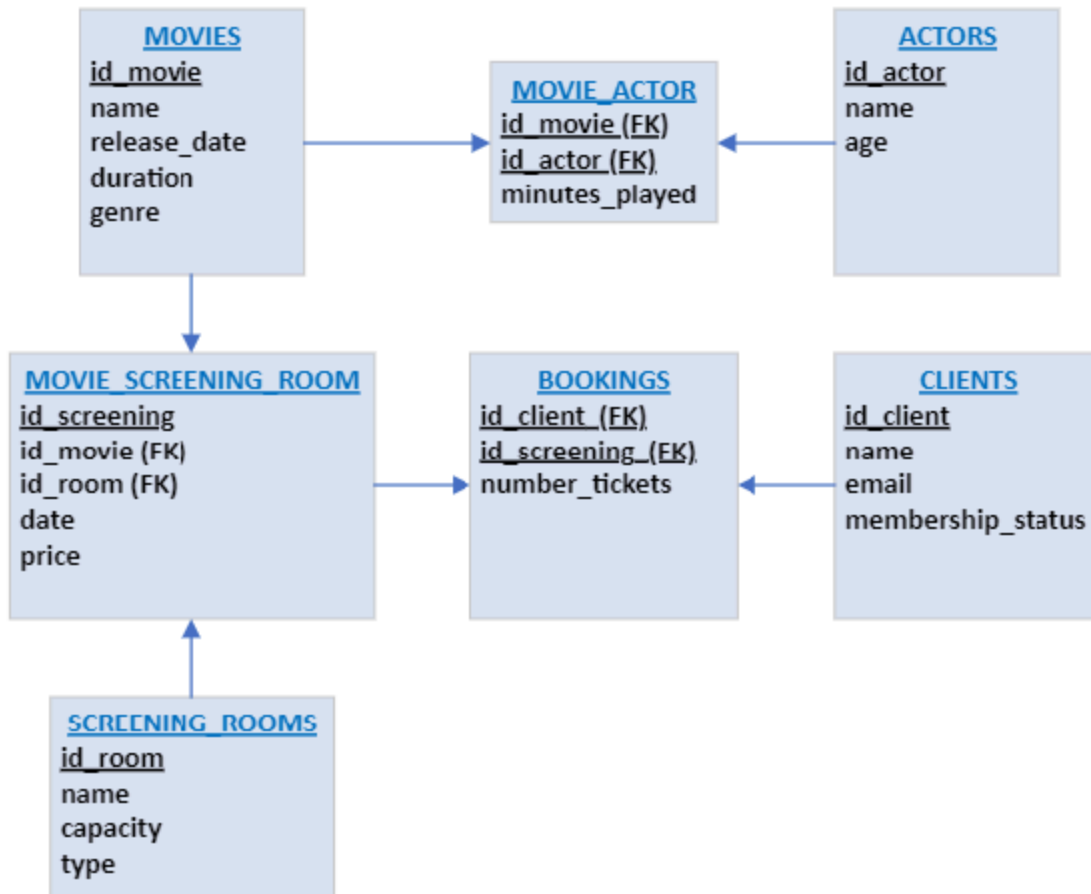 MOVIES
id_movie
name
release_date
duration
genre
MOVIE_ACTOR
id_movie (FK)
id_actor (FK)
minutes_played
ACTORS
id_actor
name
age
MOVIE_SCREENING_ROOM
id_screening
id_movie (FK)
id_room (FK)
date
price
BOOKINGS
id_client (FK)
id_screening (FK)
number_tickets
CLIENTS
id_client
name
email
membership_status
SCREENING_ROOMS
id_room
name
capacity
type